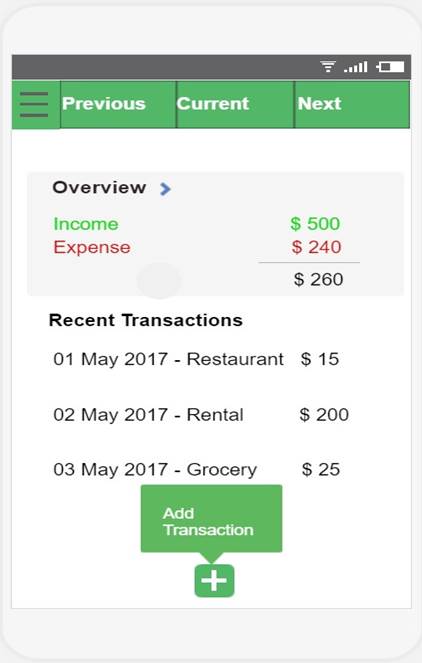 Previous Current Next
Overview
Income $ 500
Expense $ 240
$ 260
Recent Transactions
01 May 2017 - Restaurant $ 15
02 May 2017 - Rental $ 200
03 May 2017 - Grocery $ 25
Add
Transaction